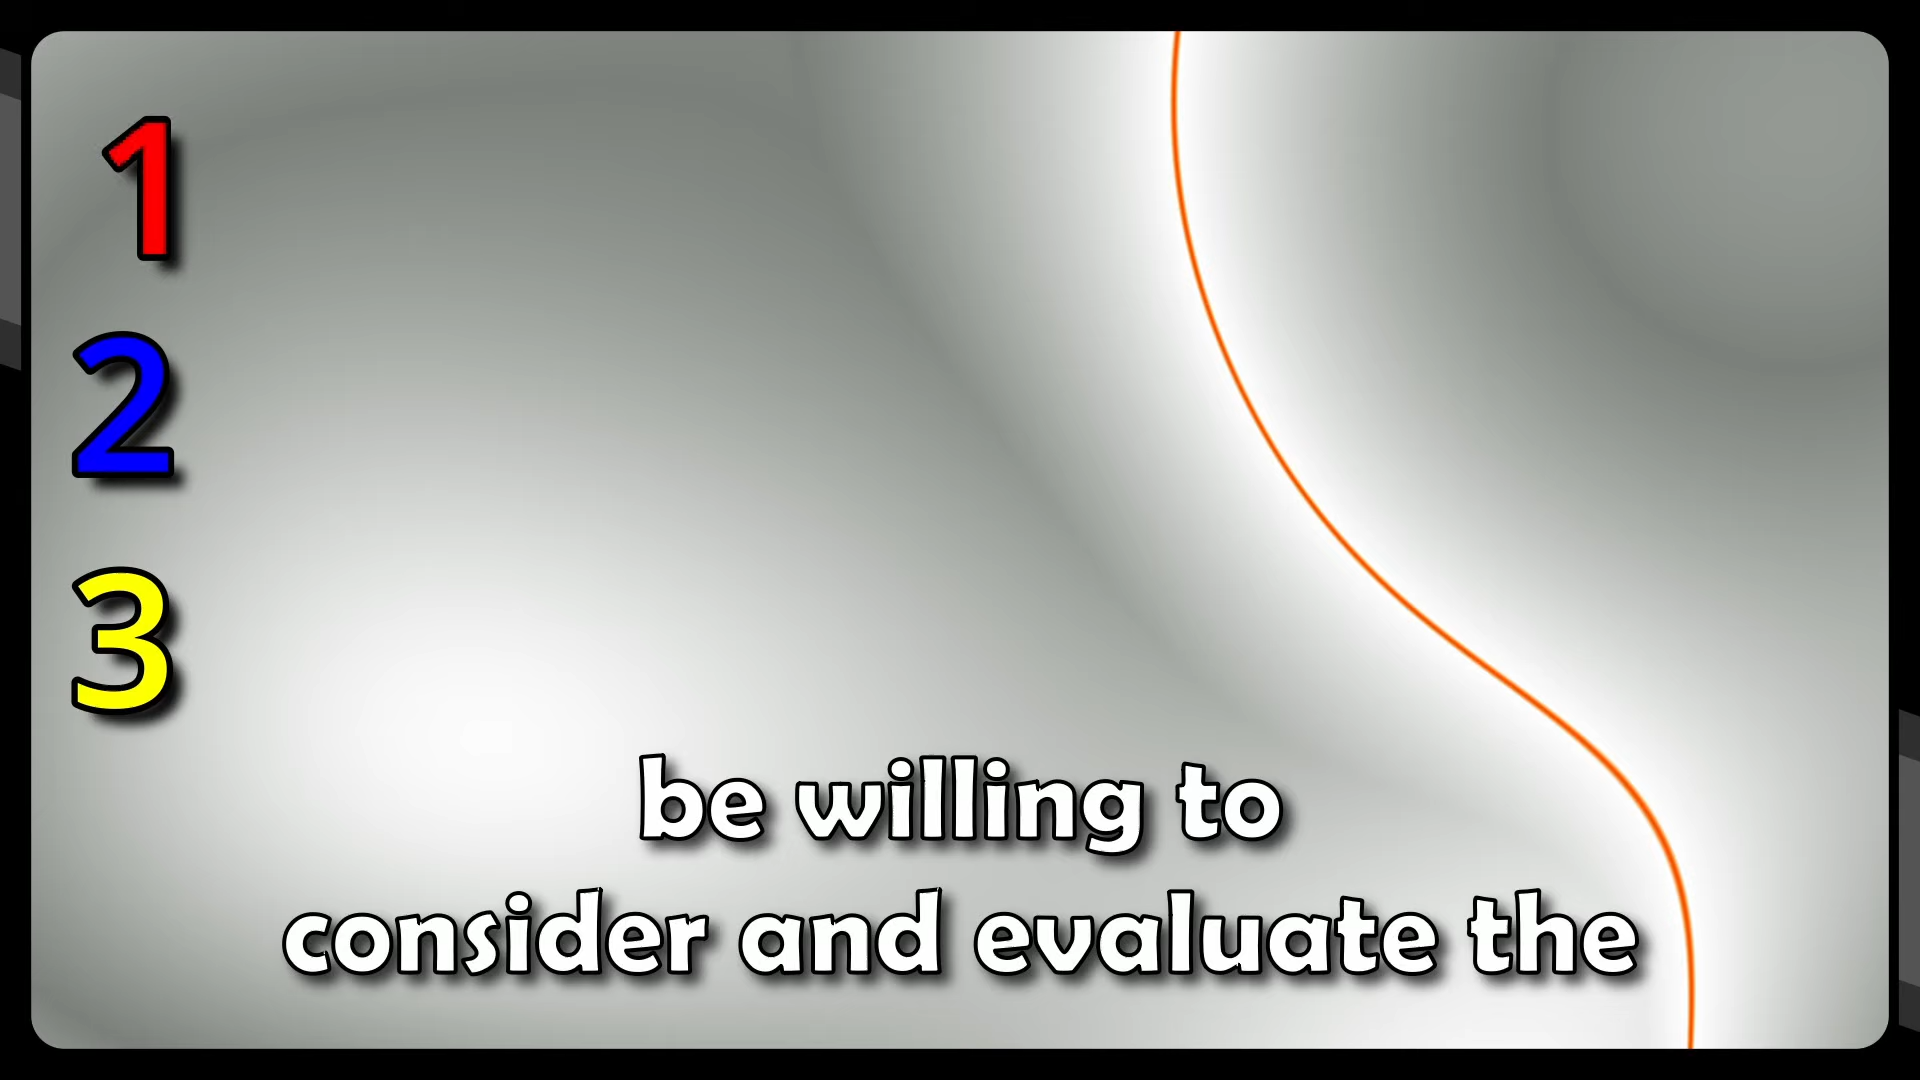 1
2
3
be willing to
consider and evaluate the